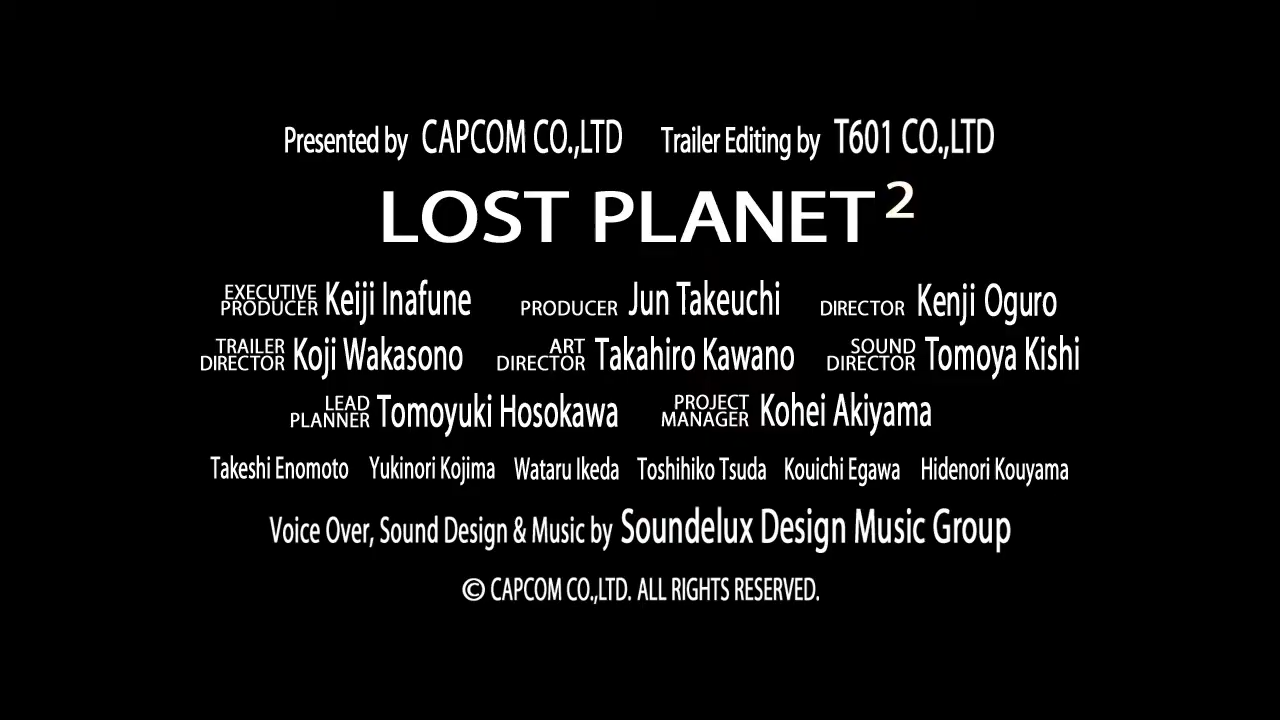 Presented by CAPCOM CO.,LTD Trailer Editing by T601 CO.,LTD
LOST PLANET 2
EXECUTIVE PRODUCER Keiji Inafune PRODUCER Jun Takeuchi DIRECTOR Kenji Oguro
TRAILER DIRECTOR Koji Wakasono ART DIRECTOR Takahiro Kawano SOUND DIRECTOR Tomoya Kishi
LEAD PLANNER Tomoyuki Hosokawa PROJECT MANAGER Kohei Akiyama
Takeshi Enomoto Yukinori Kojima Wataru Ikeda Toshihiko Tsuda Kouichi Egawa Hidenori Kouyama
Voice Over, Sound Design & Music by Soundelux Design Music Group
© CAPCOM CO.,LTD. ALL RIGHTS RESERVED.